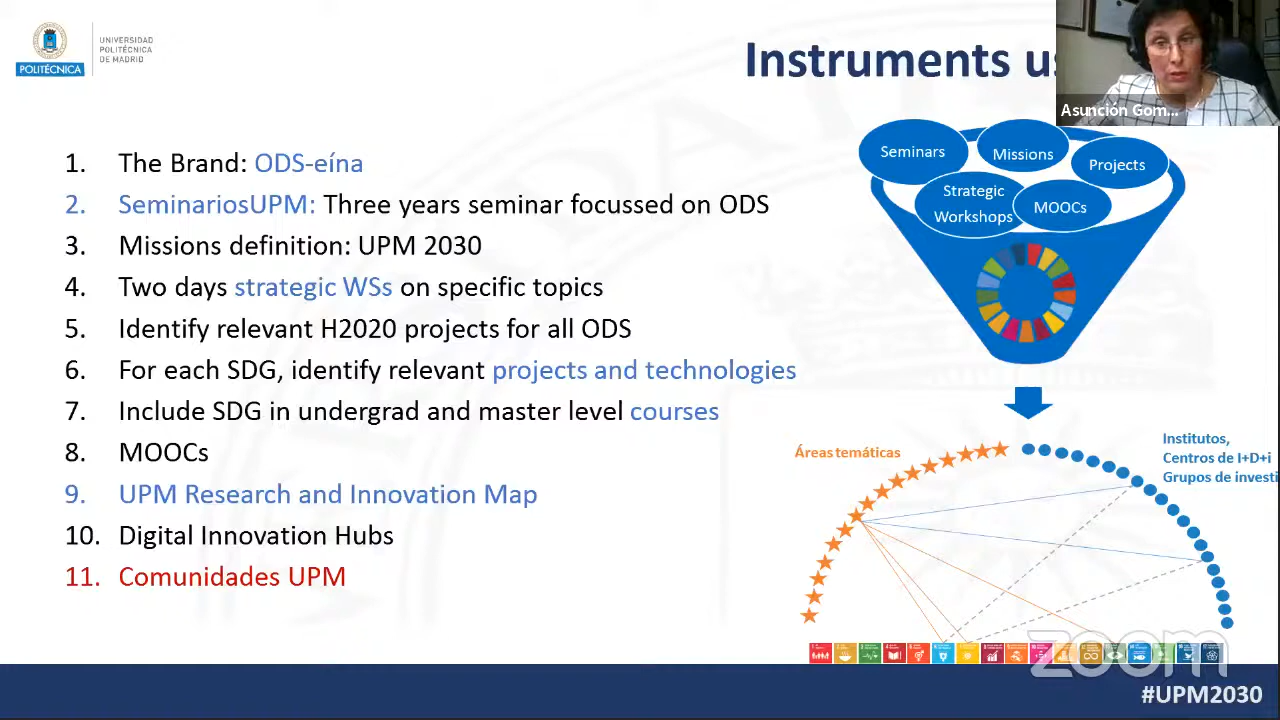 POLITÉCNICA
UNIVERSIDAD
POLITÉCNICA
DE MADRID
Instruments
Asunción Gom...
1. The Brand: ODS-eína
2. SeminariosUPM: Three years seminar focussed on ODS
3. Missions definition: UPM 2030
4. Two days strategic WSs on specific topics
5. Identify relevant H2020 projects for all ODS
6. For each SDG, identify relevant projects and technologies
7. Include SDG in undergrad and master level courses
8. MOOCs
9. UPM Research and Innovation Map
10. Digital Innovation Hubs
11. Comunidades UPM
Seminars
Missions
Projects
Strategic
Workshops
MOOCs
Áreas temáticas
Institutos,
Centros de I+D+i
Grupos de investi
zoom
#UPM2030